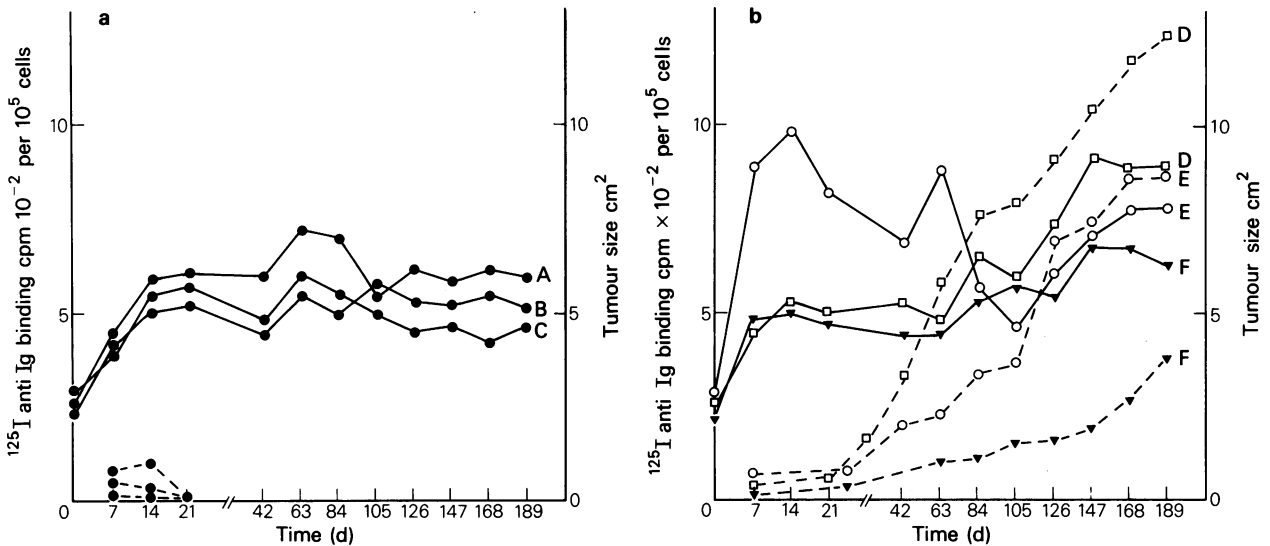 a
¹²⁵I anti Ig binding cpm 10⁻² per 10⁵ cells
10
5
10
5
0
Tumour size cm²
A
B
C
0 7 14 21 42 63 84 105 126 147 168 189
Time (d)
b
¹²⁵I anti Ig binding cpm ×10⁻² per 10⁵ cells
10
5
10
5
0
Tumour size cm²
D
D
E
E
F
F
0 7 14 21 42 63 84 105 126 147 168 189
Time (d)